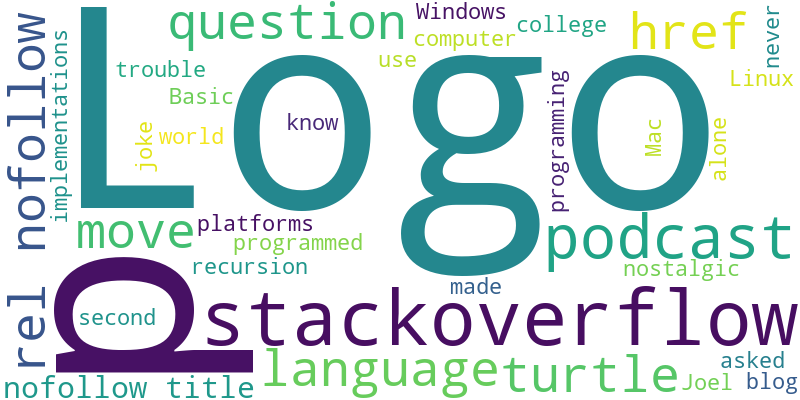 Logo
p
stackoverflow
podcast
question
href
nofollow
rel
move
language
turtle
nofollow title
Windows
computer
college
use
never
Linux
implementations
trouble
Basic
joke
world
know
programming
Mac
alone
platforms
programmed
recursion
nostalgic
made
second
asked
Joel
blog